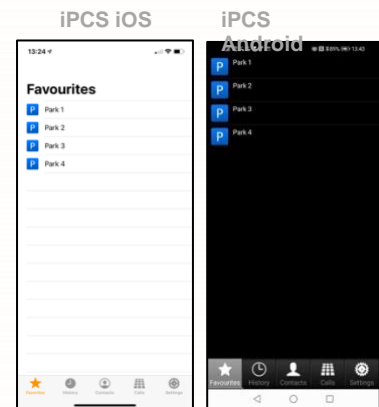 iPCS iOS
iPCS
Android
13:24
Favourites
P Park 1
P Park 2
P Park 3
P Park 4
Favourites History Contacts Calls Settings
81% 13:43
P Park 1
P Park 2
P Park 3
P Park 4
Favourites History Contacts Calls Settings